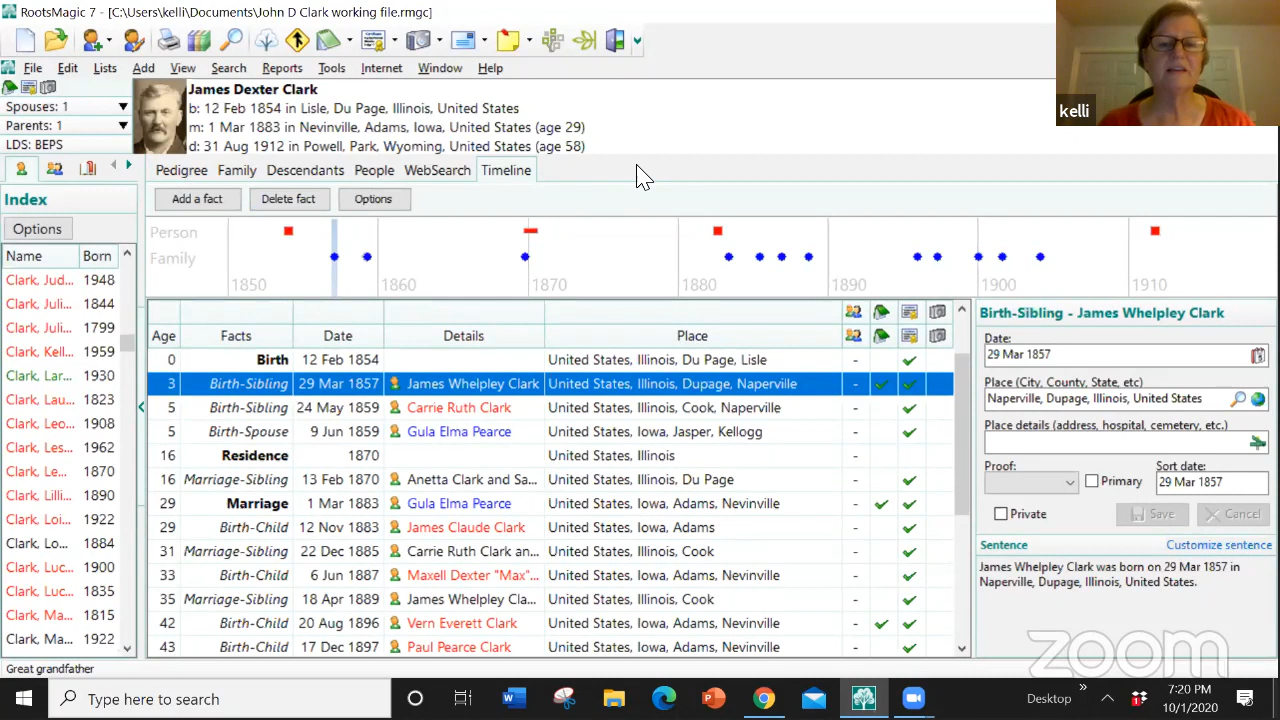 RootsMagic 7 - [C:\Users\kelli\Documents\John D Clark working file.rmgc]
File Edit Lists Add View Search Reports Tools Internet Window Help
Spouses: 1
Parents: 1
LDS: BEPS
James Dexter Clark
b: 12 Feb 1854 in Lisle, Du Page, Illinois, United States
m: 1 Mar 1883 in Nevinville, Adams, Iowa, United States (age 29)
d: 31 Aug 1912 in Powell, Park, Wyoming, United States (age 58)
kelli
Pedigree Family Descendants People WebSearch Timeline
Index
Options
Name Born
Clark, Jud... 1948
Clark, Juli... 1844
Clark, Juli... 1799
Clark, Kell... 1959
Clark, Lar... 1930
Clark, Lau... 1823
Clark, Leo... 1908
Clark, Les... 1962
Clark, Le... 1870
Clark, Lilli... 1890
Clark, Loi... 1922
Clark, Lo... 1884
Clark, Luc... 1900
Clark, Luc... 1835
Clark, Ma... 1815
Clark, Ma... 1922
Add a fact Delete fact Options
Person
Family
1850 1860 1870 1880 1890 1900 1910
Age Facts Date Details Place
0 Birth 12 Feb 1854 United States, Illinois, Du Page, Lisle
3 Birth-Sibling 29 Mar 1857 James Whelpley Clark United States, Illinois, Dupage, Naperville -
5 Birth-Sibling 24 May 1859 Carrie Ruth Clark United States, Illinois, Cook, Naperville -
5 Birth-Spouse 9 Jun 1859 Gula Elma Pearce United States, Iowa, Jasper, Kellogg -
16 Residence 1870 United States, Illinois -
16 Marriage-Sibling 13 Feb 1870 Anetta Clark and Sa... United States, Illinois, Du Page -
29 Marriage 1 Mar 1883 Gula Elma Pearce United States, Iowa, Adams, Nevinville -
29 Birth-Child 12 Nov 1883 James Claude Clark United States, Iowa, Adams -
31 Marriage-Sibling 22 Dec 1885 Carrie Ruth Clark an... United States, Illinois, Cook -
33 Birth-Child 6 Jun 1887 Maxell Dexter "Max"... United States, Iowa, Adams, Nevinville -
35 Marriage-Sibling 18 Apr 1889 James Whelpley Cla... United States, Illinois, Cook -
42 Birth-Child 20 Aug 1896 Vern Everett Clark United States, Iowa, Adams, Nevinville -
43 Birth-Child 17 Dec 1897 Paul Pearce Clark United States, Iowa, Adams, Nevinville -
Birth-Sibling - James Whelpley Clark
Date:
29 Mar 1857
Place (City, County, State, etc)
Naperville, Dupage, Illinois, United States
Place details (address, hospital, cemetery, etc.)
Proof: Primary Sort date:
29 Mar 1857
Private Save Cancel
Sentence Customize sentence
James Whelpley Clark was born on 29 Mar 1857 in
Naperville, Dupage, Illinois, United States.
zoom
Great grandfather
Type here to search
Desktop
7:20 PM
10/1/2020